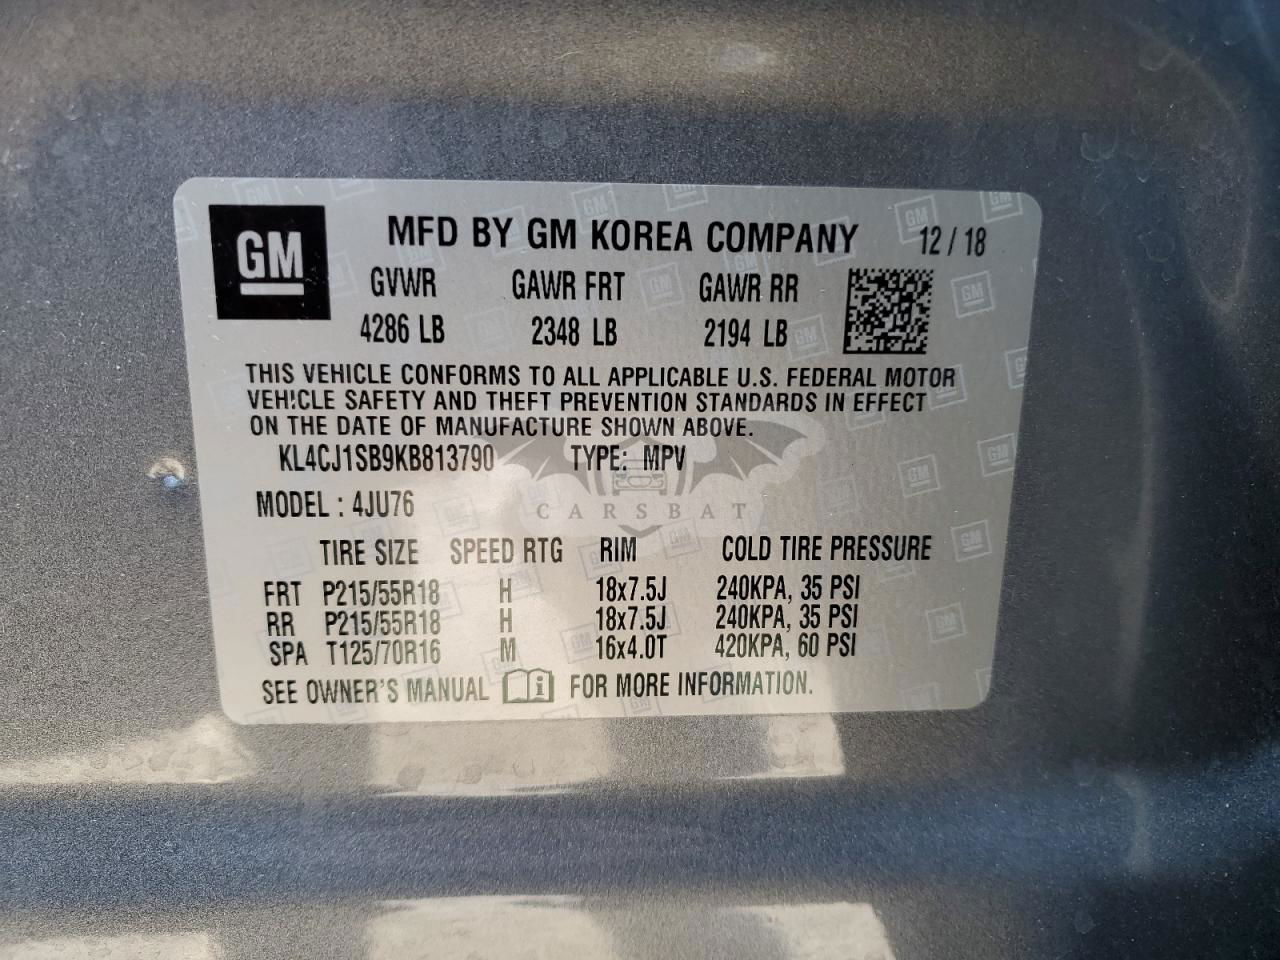 GM MFD BY GM KOREA COMPANY 12 / 18
GVWR GAWR FRT GAWR RR
4286 LB 2348 LB 2194 LB
THIS VEHICLE CONFORMS TO ALL APPLICABLE U.S. FEDERAL MOTOR
VEHICLE SAFETY AND THEFT PREVENTION STANDARDS IN EFFECT
ON THE DATE OF MANUFACTURE SHOWN ABOVE.
KL4CJ1SB9KB813790 TYPE: MPV
MODEL : 4JU76
CARSBAT
TIRE SIZE SPEED RTG RIM COLD TIRE PRESSURE
FRT P215/55R18 H 18x7.5J 240KPA, 35 PSI
RR P215/55R18 H 18x7.5J 240KPA, 35 PSI
SPA T125/70R16 M 16x4.0T 420KPA, 60 PSI
SEE OWNER'S MANUAL i FOR MORE INFORMATION.